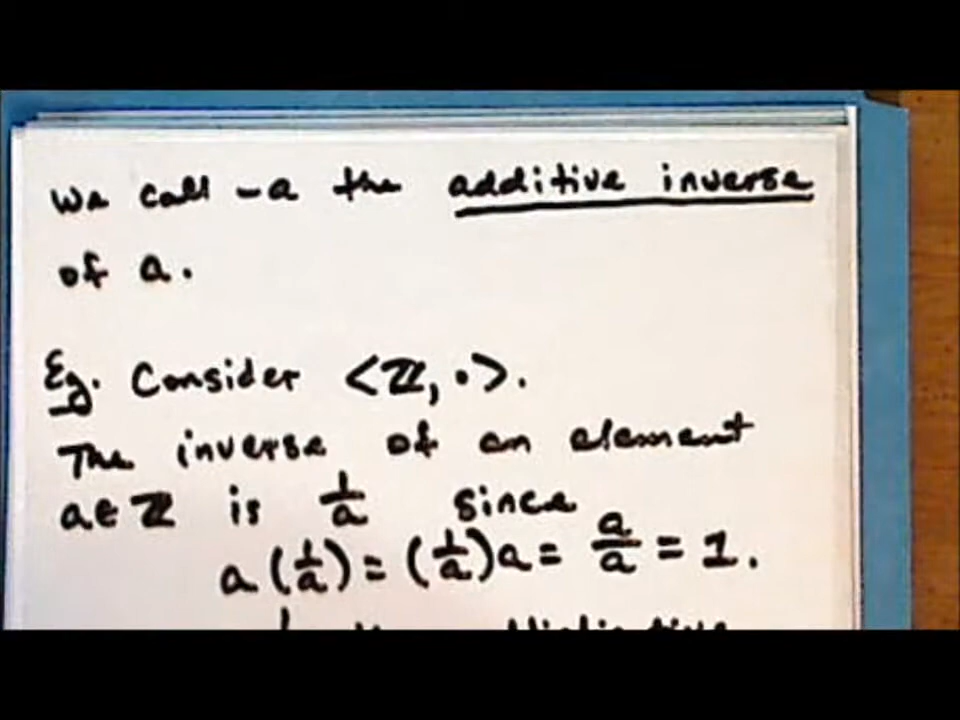 We call -a the additive inverse
of a.
Eg. Consider <ℤ, •>.
The inverse of an element
a∈ℤ is 1/a since
a(1/a) = (1/a)a = a/a = 1.